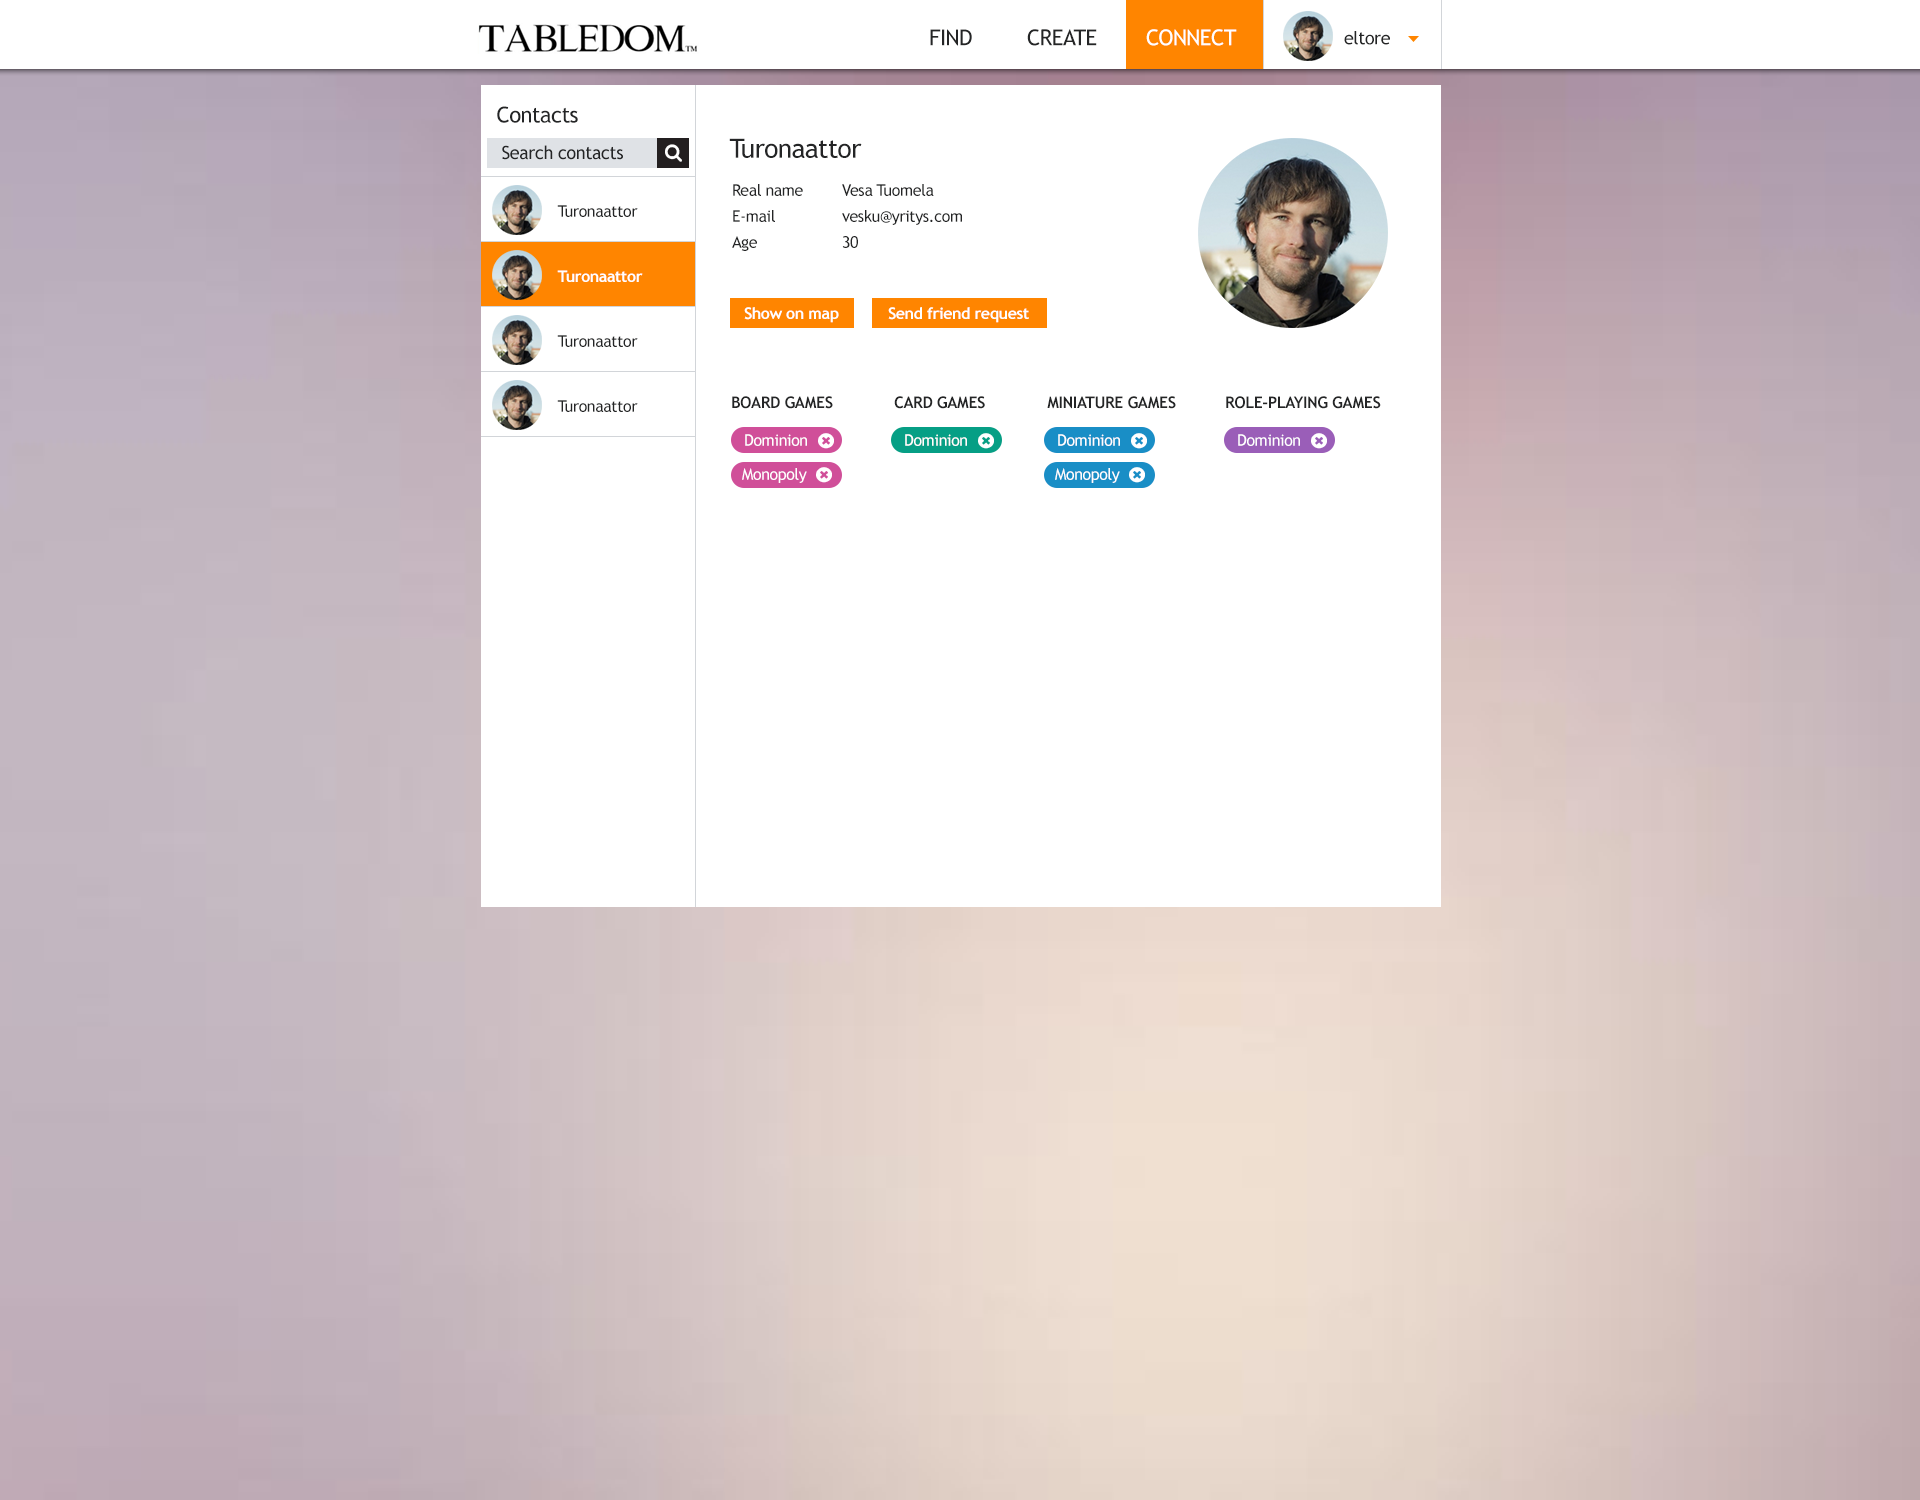 TABLEDOM™
FIND
CREATE
CONNECT
eltore
Contacts
Search contacts
Turonaattor
Turonaattor
Turonaattor
Turonaattor
Turonaattor
Real name Vesa Tuomela
E-mail vesku@yritys.com
Age 30
Show on map
Send friend request
BOARD GAMES
Dominion
Monopoly
CARD GAMES
Dominion
MINIATURE GAMES
Dominion
Monopoly
ROLE-PLAYING GAMES
Dominion